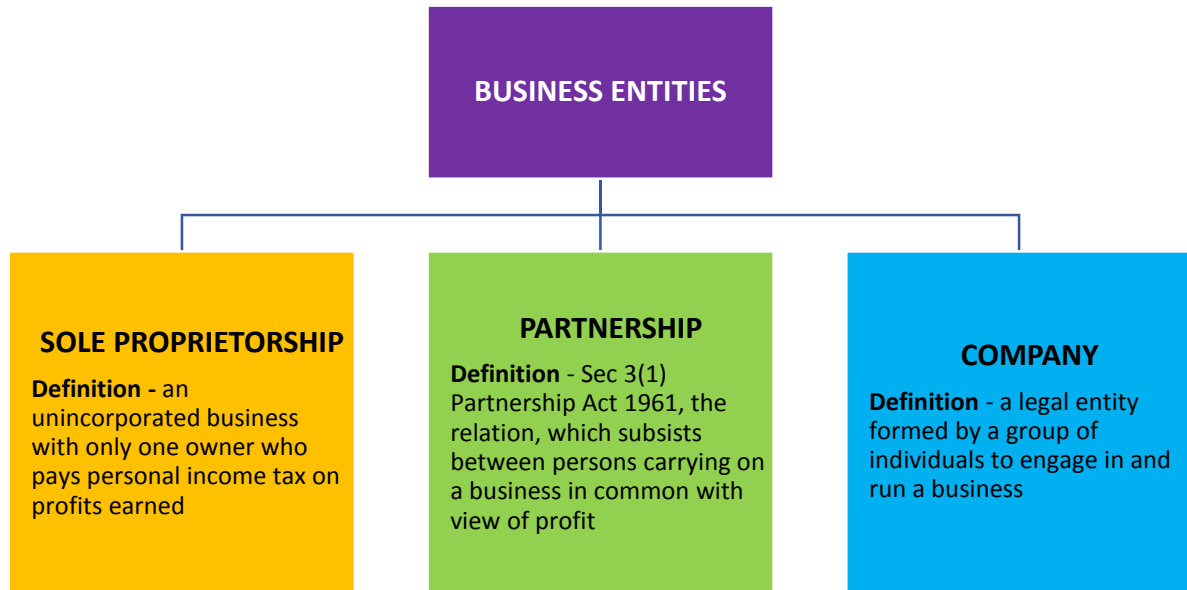 BUSINESS ENTITIES
SOLE PROPRIETORSHIP
Definition - an
unincorporated business
with only one owner who
pays personal income tax on
profits earned
PARTNERSHIP
Definition - Sec 3(1)
Partnership Act 1961, the
relation, which subsists
between persons carrying on
a business in common with
view of profit
COMPANY
Definition - a legal entity
formed by a group of
individuals to engage in and
run a business